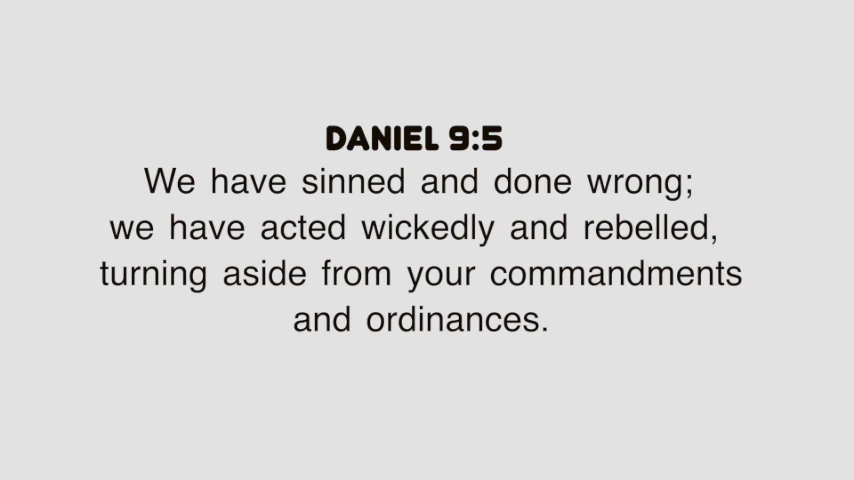 DANIEL 9:5
We have sinned and done wrong;
we have acted wickedly and rebelled,
turning aside from your commandments
and ordinances.